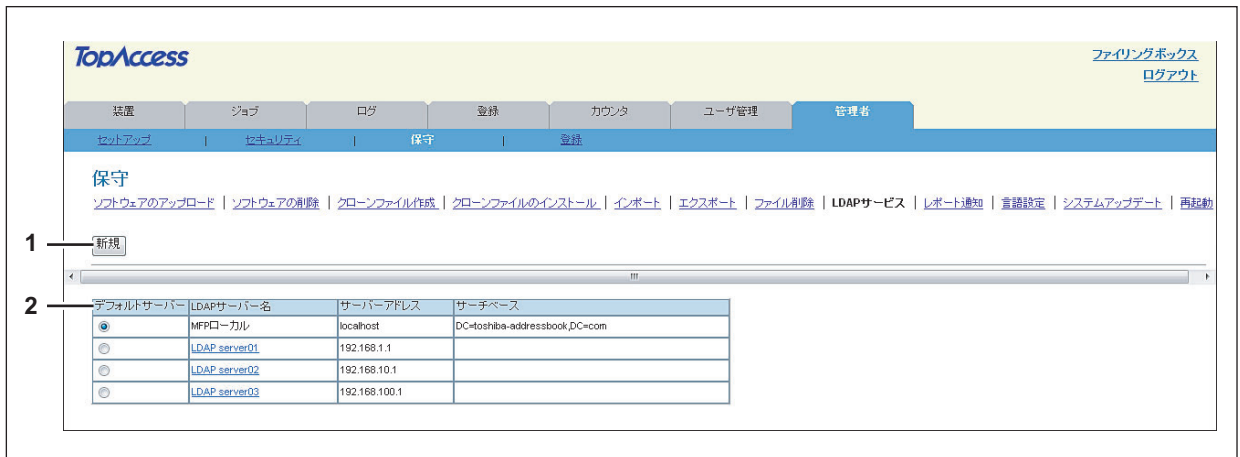 TopAccess
ファイリングボックス
ログアウト
装置 ジョブ ログ 登録 カウンタ ユーザ管理 管理者
セットアップ | セキュリティ | 保守 | 登録
保守
ソフトウェアのアップロード | ソフトウェアの削除 | クローンファイル作成 | クローンファイルのインストール | インポート | エクスポート | ファイル削除 | LDAPサービス | レポート通知 | 言語設定 | システムアップデート | 再起動
1 新規
2 デフォルトサーバー LDAPサーバー名 サーバーアドレス サーチベース
MFPローカル localhost DC=toshiba-addressbook,DC=com
LDAP server01 192.168.1.1
LDAP server02 192.168.10.1
LDAP server03 192.168.100.1